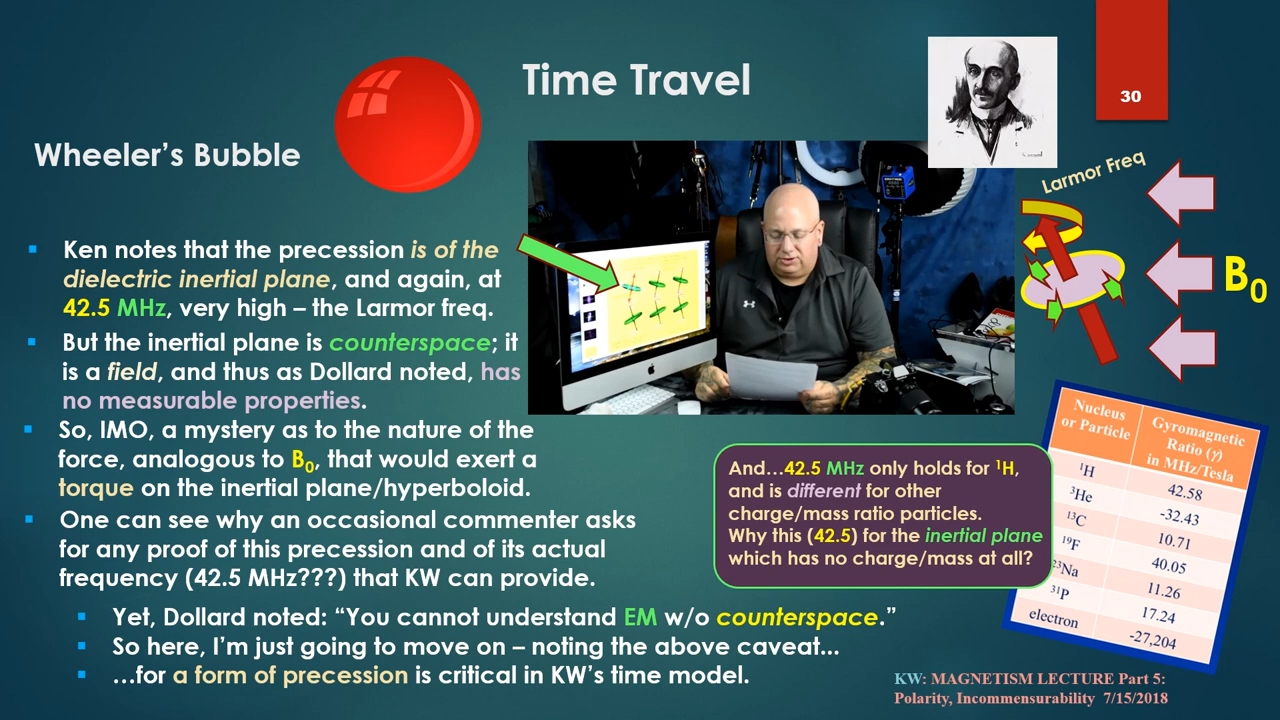 Time Travel
30
Wheeler's Bubble
Larmor Freq
B0
▪ Ken notes that the precession is of the
dielectric inertial plane, and again, at
42.5 MHz, very high – the Larmor freq.
▪ But the inertial plane is counterspace; it
is a field, and thus as Dollard noted, has
no measurable properties.
▪ So, IMO, a mystery as to the nature of the
force, analogous to B0, that would exert a
torque on the inertial plane/hyperboloid.
▪ One can see why an occasional commenter asks
for any proof of this precession and of its actual
frequency (42.5 MHz???) that KW can provide.
▪ Yet, Dollard noted: “You cannot understand EM w/o counterspace.”
▪ So here, I'm just going to move on – noting the above caveat...
▪ …for a form of precession is critical in KW's time model.
And…42.5 MHz only holds for ¹H,
and is different for other
charge/mass ratio particles.
Why this (42.5) for the inertial plane
which has no charge/mass at all?
Nucleus
or Particle
Gyromagnetic
Ratio (γ)
in MHz/Tesla
¹H 42.58
³He -32.43
¹³C 10.71
¹⁹F 40.05
²³Na 11.26
³¹P 17.24
electron -27,204
KW: MAGNETISM LECTURE Part 5:
Polarity, Incommensurability 7/15/2018